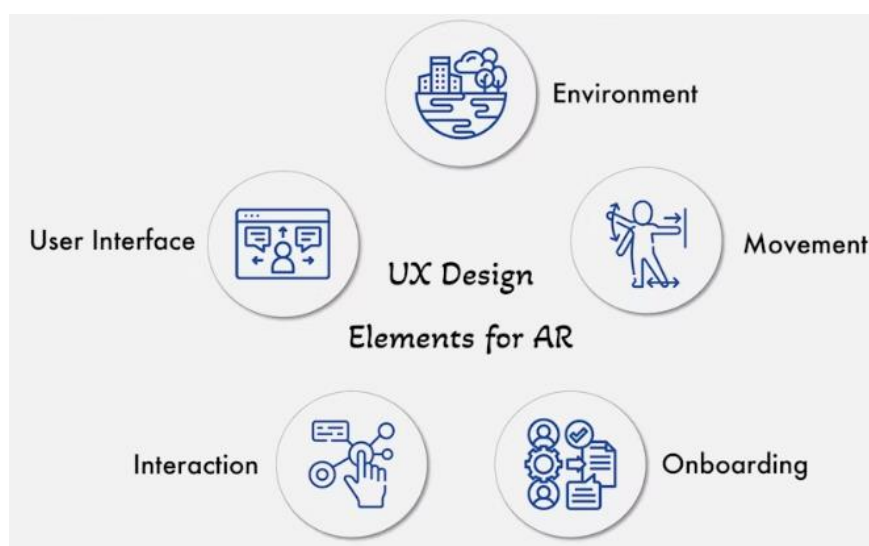 Environment
User Interface
Movement
UX Design
Elements for AR
Interaction
Onboarding